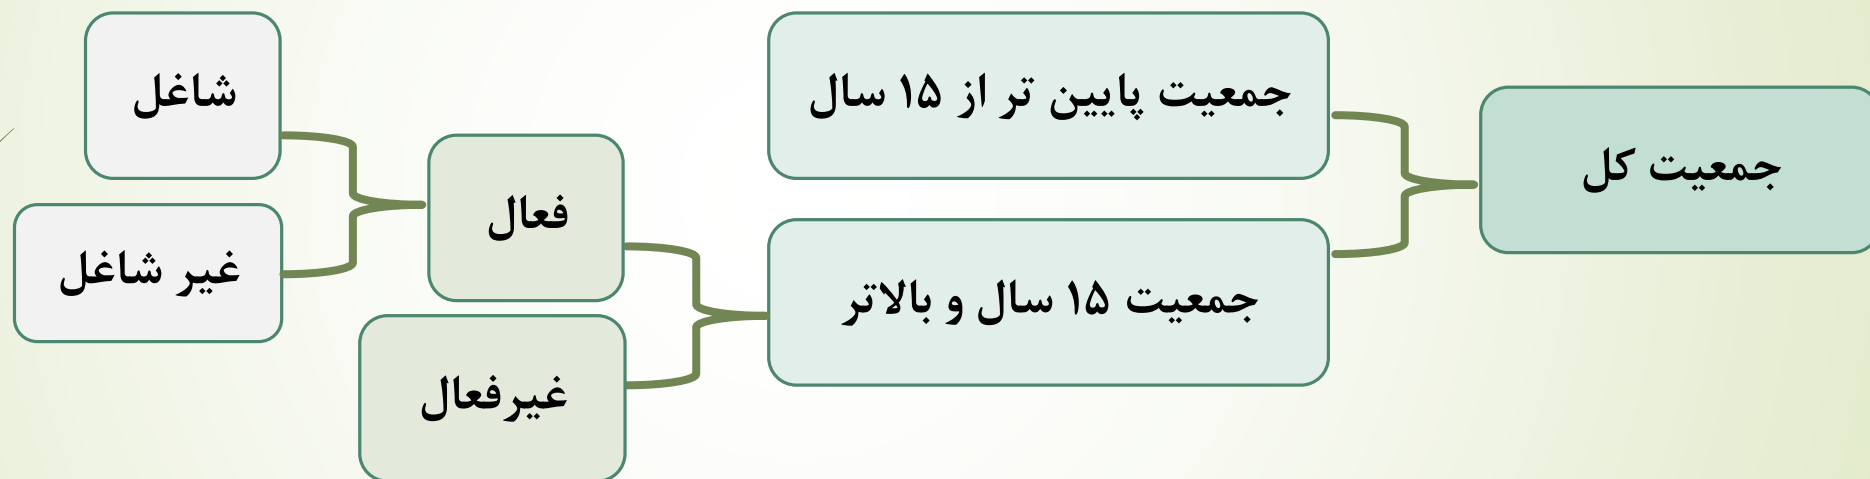 جمعیت کل
جمعیت پایین تر از ۱۵ سال
جمعیت ۱۵ سال و بالاتر
فعال
غیرفعال
شاغل
غیر شاغل